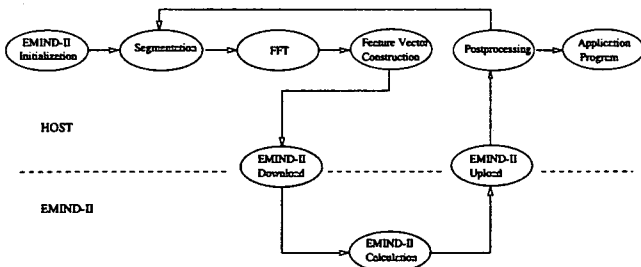 EMIND-II
Initialization
Segmentation
FFT
Feature Vector
Construction
Postprocessing
Application
Program
HOST
EMIND-II
Download
EMIND-II
Upload
EMIND-II
EMIND-II
Calculation